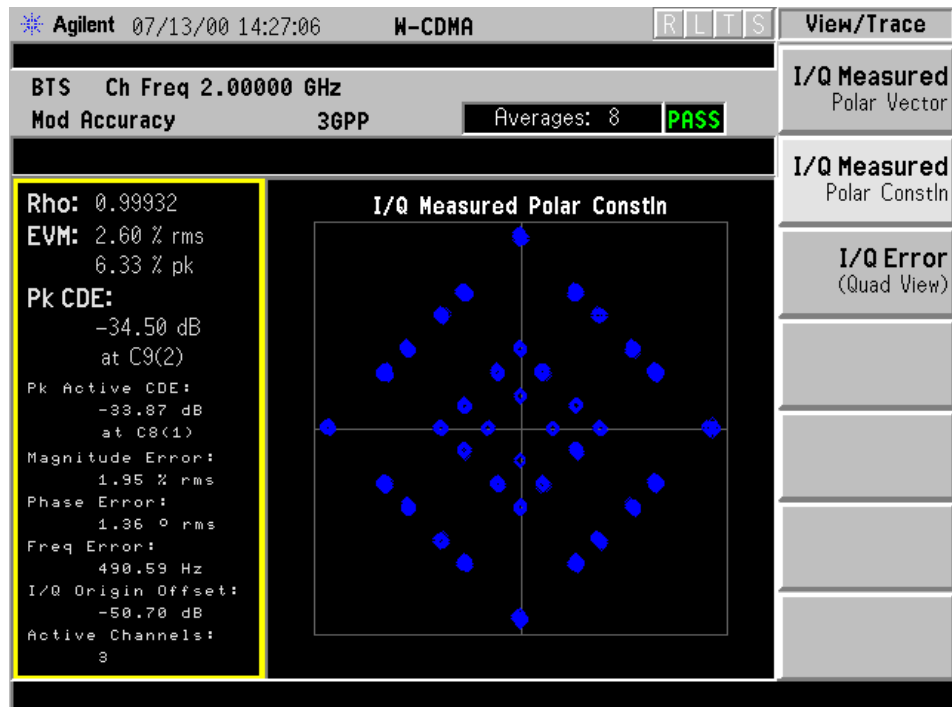 Agilent 07/13/00 14:27:06 W-CDMA R L T S View/Trace
BTS Ch Freq 2.00000 GHz
Mod Accuracy 3GPP Averages: 8 PASS
I/Q Measured
Polar Vector
I/Q Measured
Polar Constln
I/Q Error
(Quad View)
Rho: 0.99932
EVM: 2.60 % rms
6.33 % pk
Pk CDE:
-34.50 dB
at C9(2)
Pk Active CDE:
-33.87 dB
at C8(1)
Magnitude Error:
1.95 % rms
Phase Error:
1.36 º rms
Freq Error:
490.59 Hz
I/Q Origin Offset:
-50.70 dB
Active Channels:
3
I/Q Measured Polar Constln